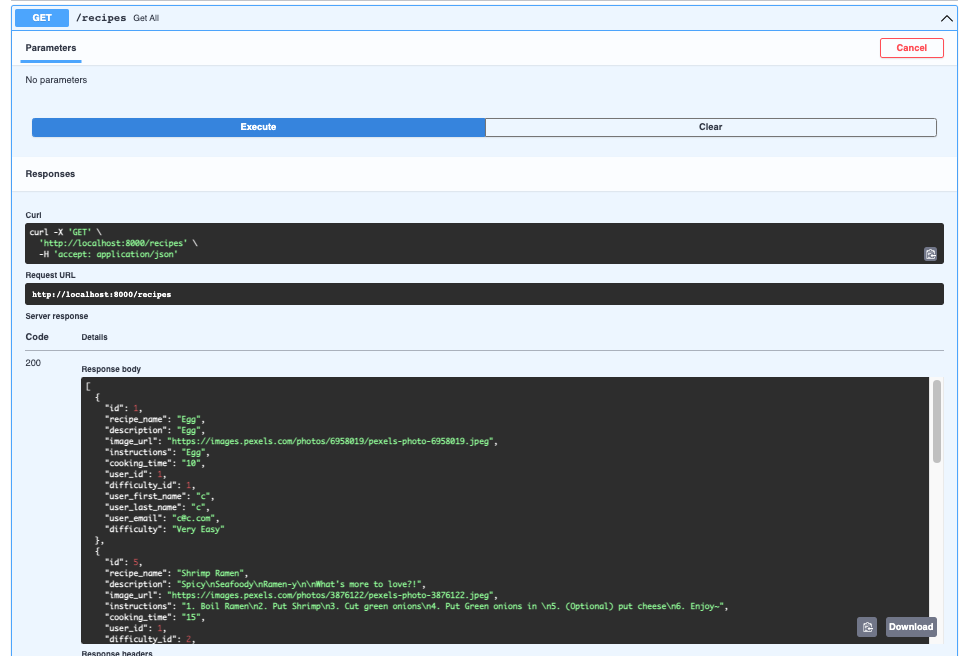 GET /recipes Get All
Parameters
Cancel
No parameters
Execute
Clear
Responses
Curl
curl -X 'GET' \
  'http://localhost:8000/recipes' \
  -H 'accept: application/json'
Request URL
http://localhost:8000/recipes
Server response
Code Details
200
Response body
[
  {
    "id": 1,
    "recipe_name": "Egg",
    "description": "Egg",
    "image_url": "https://images.pexels.com/photos/6958019/pexels-photo-6958019.jpeg",
    "instructions": "Egg",
    "cooking_time": "10",
    "user_id": 1,
    "difficulty_id": 1,
    "user_first_name": "c",
    "user_last_name": "c",
    "user_email": "c@c.com",
    "difficulty": "Very Easy"
  },
  {
    "id": 5,
    "recipe_name": "Shrimp Ramen",
    "description": "Spicy\nSeafoody\nRamen-y\n\nWhat's more to love?!",
    "image_url": "https://images.pexels.com/photos/3876122/pexels-photo-3876122.jpeg",
    "instructions": "1. Boil Ramen\n2. Put Shrimp\n3. Cut green onions\n4. Put Green onions in \n5. (Optional) put cheese\n6. Enjoy~",
    "cooking_time": "15",
    "user_id": 1,
    "difficulty_id": 2,
Download
Response headers